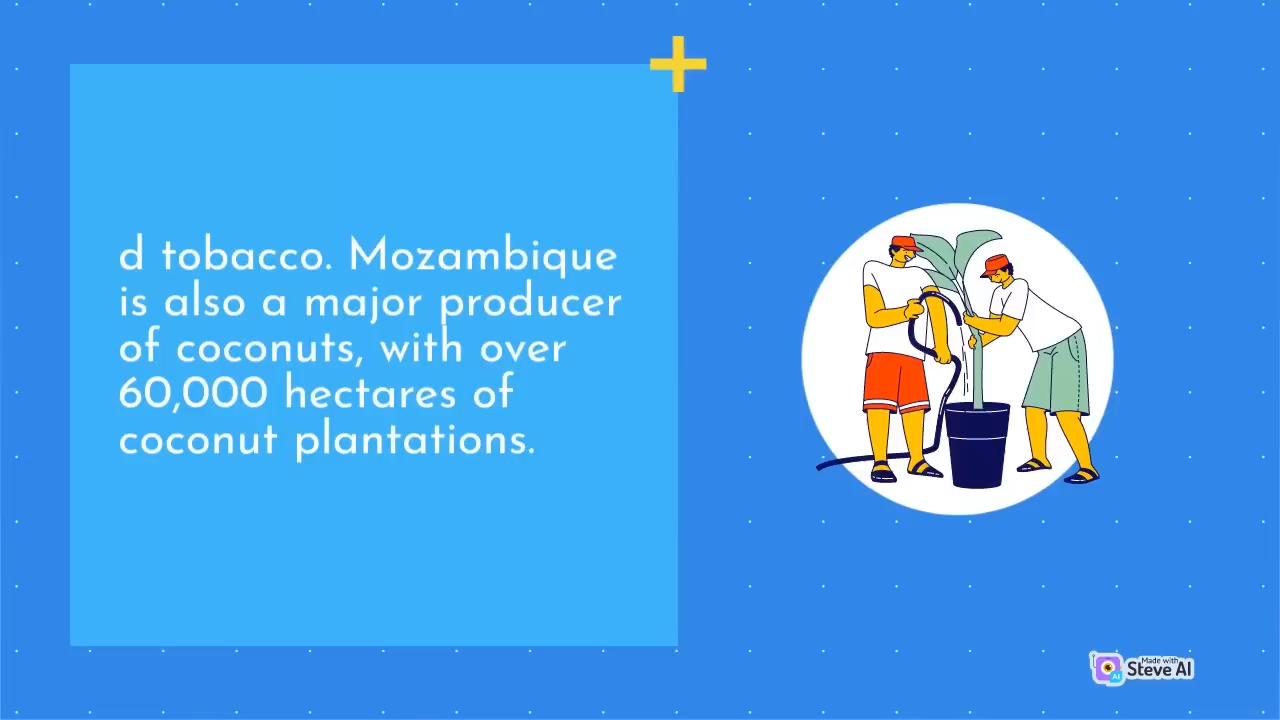 d tobacco. Mozambique
is also a major producer
of coconuts, with over
60,000 hectares of
coconut plantations.
Made with
Steve AI
AI